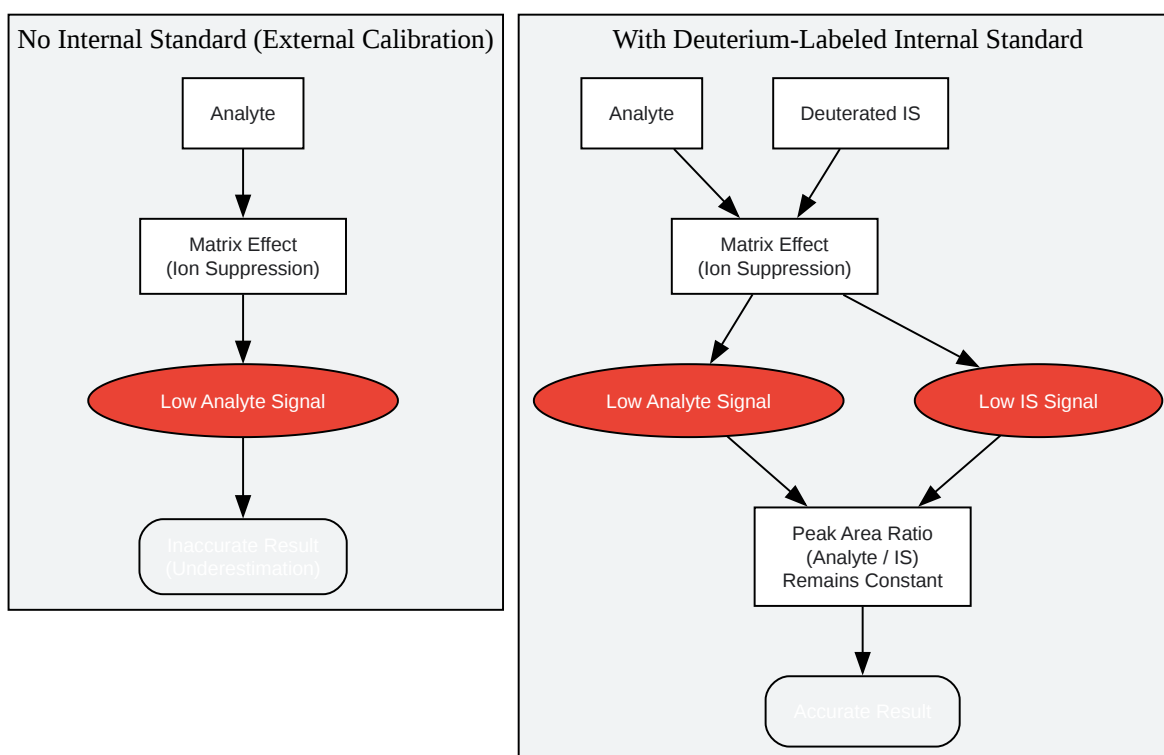 No Internal Standard (External Calibration)
Analyte
Matrix Effect
(Ion Suppression)
Low Analyte Signal
Inaccurate Result
(Underestimation)
With Deuterium-Labeled Internal Standard
Analyte
Deuterated IS
Matrix Effect
(Ion Suppression)
Low Analyte Signal
Low IS Signal
Peak Area Ratio
(Analyte / IS)
Remains Constant
Accurate Result